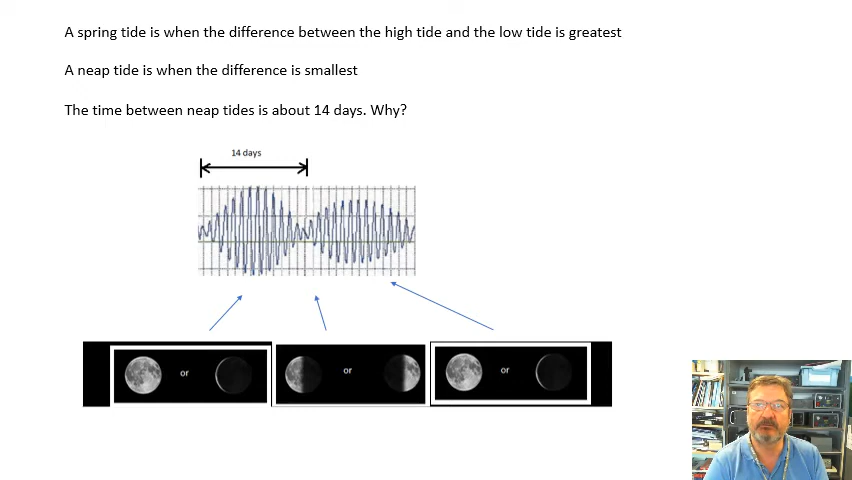 A spring tide is when the difference between the high tide and the low tide is greatest
A neap tide is when the difference is smallest
The time between neap tides is about 14 days. Why?
14 days
or
or
or